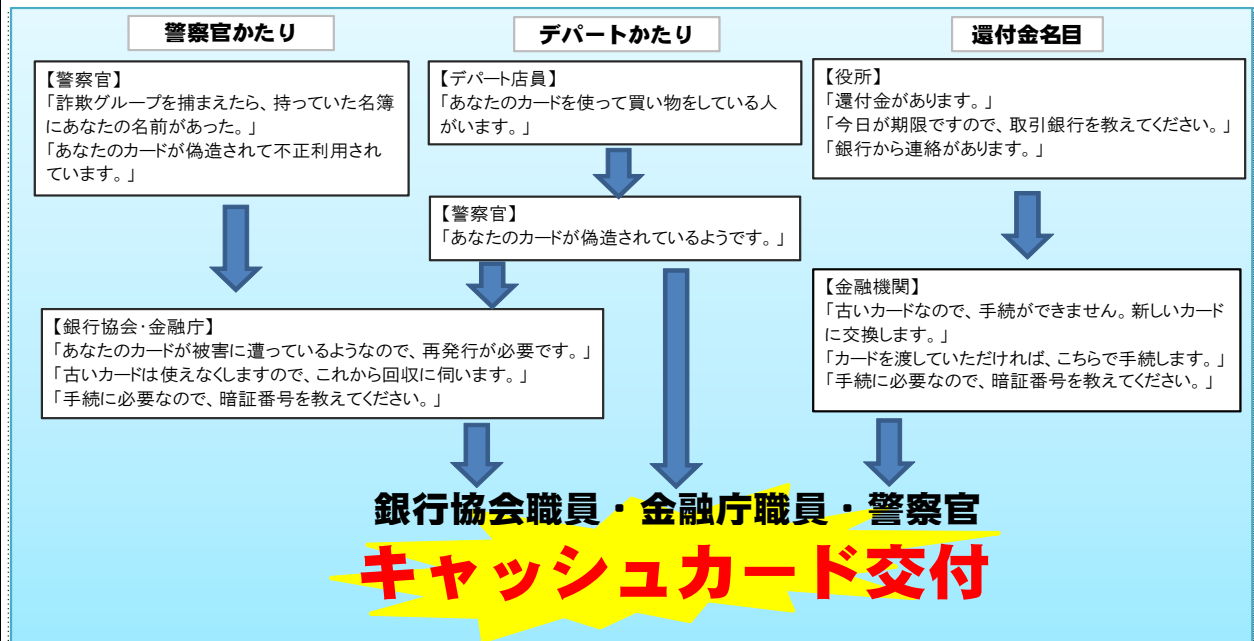 警察官かたり
【警察官】
「詐欺グループを捕まえたら、持っていた名簿
にあなたの名前があった。」
「あなたのカードが偽造されて不正利用され
ています。」
デパートかたり
【デパート店員】
「あなたのカードを使って買い物をしている人
がいます。」
【警察官】
「あなたのカードが偽造されているようです。」
【銀行協会・金融庁】
「あなたのカードが被害に遭っているようなので、再発行が必要です。」
「古いカードは使えなくしますので、これから回収に伺います。」
「手続に必要なので、暗証番号を教えてください。」
還付金名目
【役所】
「還付金があります。」
「今日が期限ですので、取引銀行を教えてください。」
「銀行から連絡があります。」
【金融機関】
「古いカードなので、手続ができません。新しいカード
に交換します。」
「カードを渡していただければ、こちらで手続します。」
「手続に必要なので、暗証番号を教えてください。」
銀行協会職員・金融庁職員・警察官
キャッシュカード交付